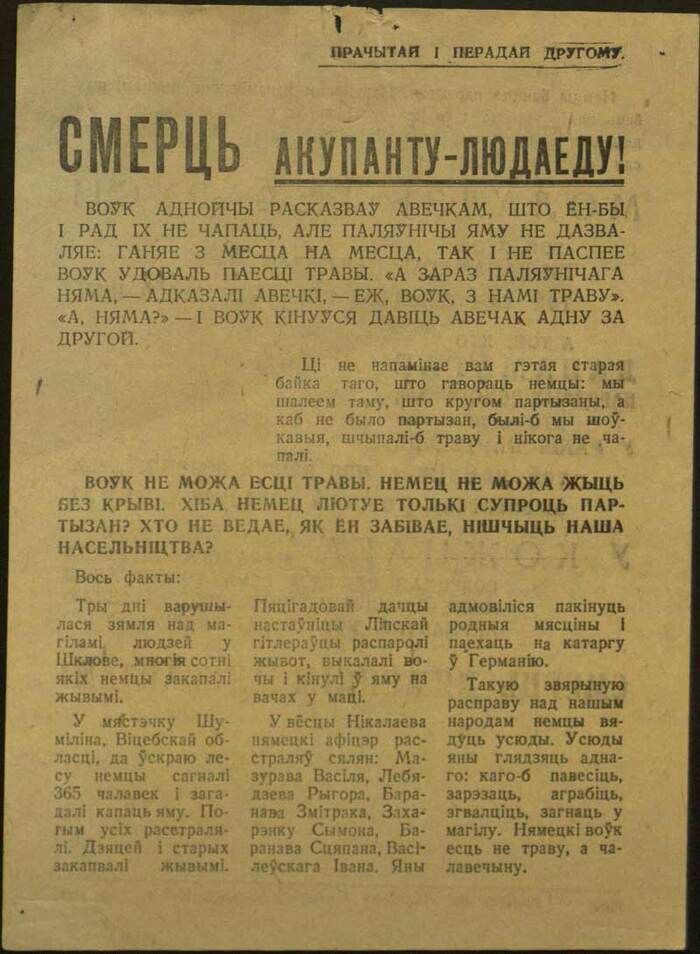 ПРАЧЫТАЙ І ПЕРАДАЙ ДРУГОМУ.
СМЕРЦЬ АКУПАНТУ-ЛЮДАЕДУ!
ВОЎК АДНОЙЧЫ РАСКАЗВАЎ АВЕЧКАМ, ШТО ЁН-БЫ
І РАД ІХ НЕ ЧАПАЦЬ, АЛЕ ПАЛЯЎНІЧЫ ЯМУ НЕ ДАЗВА-
ЛЯЕ: ГАНЯЕ З МЕСЦА НА МЕСЦА, ТАК І НЕ ПАСПЕЕ
ВОЎК УДОВАЛЬ ПАЕСЦІ ТРАВЫ. «А ЗАРАЗ ПАЛЯЎНІЧАГА
НЯМА, — АДКАЗАЛІ АВЕЧКІ, — ЕЖ, ВОЎК, З НАМІ ТРАВУ».
«А, НЯМА?» — І ВОЎК КІНУЎСЯ ДАВІЦЬ АВЕЧАК АДНУ ЗА
ДРУГОЙ.
Ці не напамінае вам гэтая старая
байка таго, што гавораць немцы: мы
шалеем таму, што кругом партызаны, а
каб не было партызан, былі-б мы шоў-
кавыя, шчыпалі-б траву і нікога не ча-
палі.
ВОЎК НЕ МОЖА ЕСЦІ ТРАВЫ. НЕМЕЦ НЕ МОЖА ЖЫЦЬ
БЕЗ КРЫВІ. ХІБА НЕМЕЦ ЛЮТУЕ ТОЛЬКІ СУПРОЦЬ ПАР-
ТЫЗАН? ХТО НЕ ВЕДАЕ, ЯК ЁН ЗАБІВАЕ, НІШЧЫЦЬ НАША
НАСЕЛЬНІЦТВА?
Вось факты:
Тры дні варушы-
лася зямля над ма-
гіламі людзей у
Шклове, многія сотні
якіх немцы закапалі
жывымі.
У мястэчку Шу-
міліна, Віцебскай об-
ласці, да ўскраю ле-
су немцы сагналі
365 чалавек і зага-
далі капаць яму. По-
тым усіх расстраля-
лі. Дзяцей і старых
закапвалі жывымі.
Пяцігадовай дачцы
настаўніцы Ліпскай
гітлераўцы распаролі
жывот, выкалалі во-
чы і кінулі ў яму на
вачах у маці.
У вёсцы Нікалаева
нямецкі афіцэр рас-
страляў сялян: Ма-
зурава Васіля, Лебя-
дзева Рыгора, Бара-
нава Змітрака, Заха-
рэнку Сымона, Ба-
ранава Сцяпана, Васі-
леўскага Івана. Яны
адмовіліся пакінуць
родныя мясціны і
паехаць на катаргу
ў Германію.
Такую звярыную
расправу над нашым
народам немцы вя-
дуць усюды. Усюды
яны глядзяць адна-
го: каго-б павесіць,
зарэзаць, аграбіць,
згвалціць, загнаць у
магілу. Нямецкі воўк
есць не траву, а ча-
лавечыну.